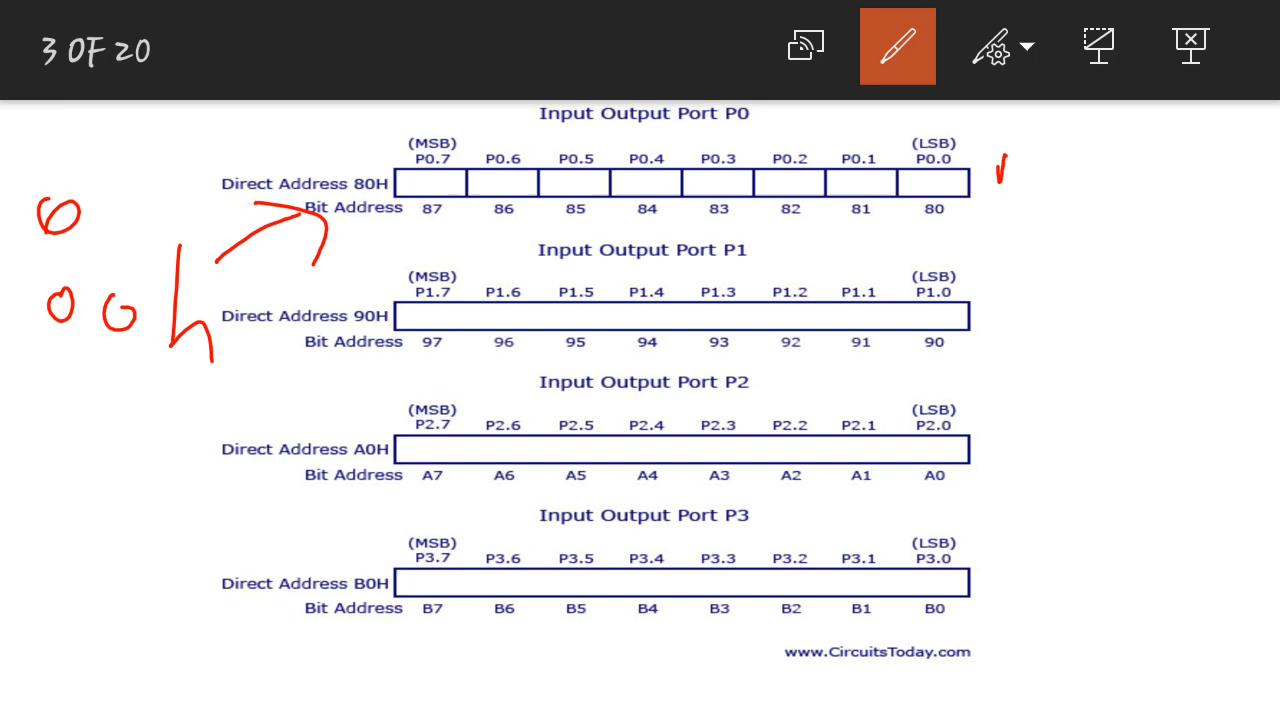 3 OF 20
Input Output Port P0
(MSB) (LSB)
P0.7 P0.6 P0.5 P0.4 P0.3 P0.2 P0.1 P0.0
Direct Address 80H
Bit Address 87 86 85 84 83 82 81 80
Input Output Port P1
(MSB) (LSB)
P1.7 P1.6 P1.5 P1.4 P1.3 P1.2 P1.1 P1.0
Direct Address 90H
Bit Address 97 96 95 94 93 92 91 90
Input Output Port P2
(MSB) (LSB)
P2.7 P2.6 P2.5 P2.4 P2.3 P2.2 P2.1 P2.0
Direct Address A0H
Bit Address A7 A6 A5 A4 A3 A2 A1 A0
Input Output Port P3
(MSB) (LSB)
P3.7 P3.6 P3.5 P3.4 P3.3 P3.2 P3.1 P3.0
Direct Address B0H
Bit Address B7 B6 B5 B4 B3 B2 B1 B0
www.CircuitsToday.com
00h